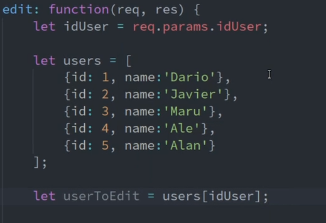 edit: function(req, res) {
let idUser = req.params.idUser;
let users = [
{id: 1, name:'Dario'},
{id: 2, name:'Javier'},
{id: 3, name:'Maru'},
{id: 4, name:'Ale'},
{id: 5, name:'Alan'}
];
let userToEdit = users[idUser];